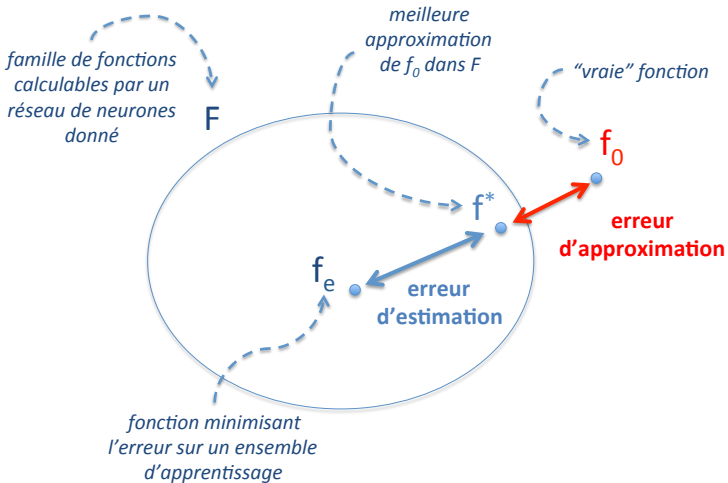 famille de fonctions
calculables par un
réseau de neurones
donné
F
meilleure
approximation
de f₀ dans F
“vraie” fonction
f₀
f*
erreur
d’approximation
fₑ
erreur
d’estimation
fonction minimisant
l’erreur sur un ensemble
d’apprentissage